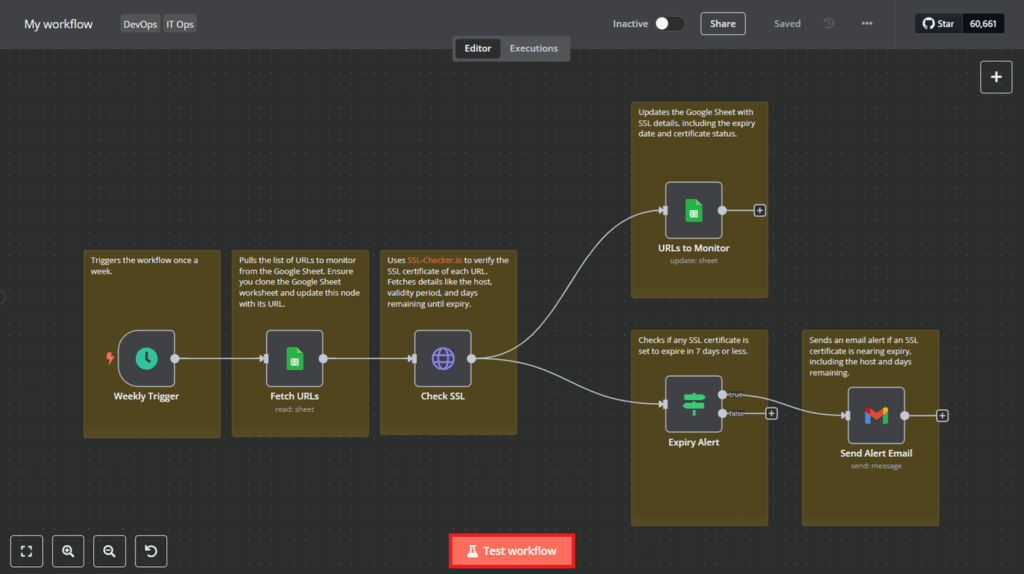 My workflow
DevOps
IT Ops
Inactive
Share
Saved
Star
60,661
Editor
Executions
Updates the Google Sheet with
SSL details, including the expiry
date and certificate status.
URLs to Monitor
update: sheet
Triggers the workflow once a
week.
Weekly Trigger
Pulls the list of URLs to monitor
from the Google Sheet. Ensure
you clone the Google Sheet
worksheet and update this node
with its URL.
Fetch URLs
read: sheet
Uses SSL-Checker.io to verify the
SSL certificate of each URL.
Fetches details like the host,
validity period, and days
remaining until expiry.
Check SSL
Checks if any SSL certificate is
set to expire in 7 days or less.
true
false
Expiry Alert
Sends an email alert if an SSL
certificate is nearing expiry,
including the host and days
remaining.
Send Alert Email
send: message
Test workflow